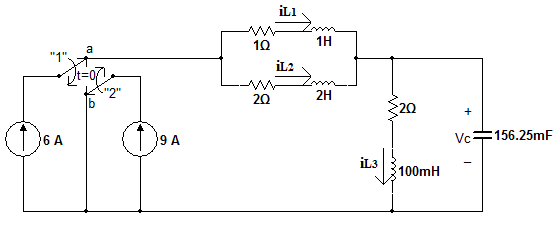 iL1
1Ω
1H
"1"
a
t=0
"2"
b
iL2
2Ω
2H
6 A
9 A
2Ω
iL3
100mH
+
Vc
−
156.25mF